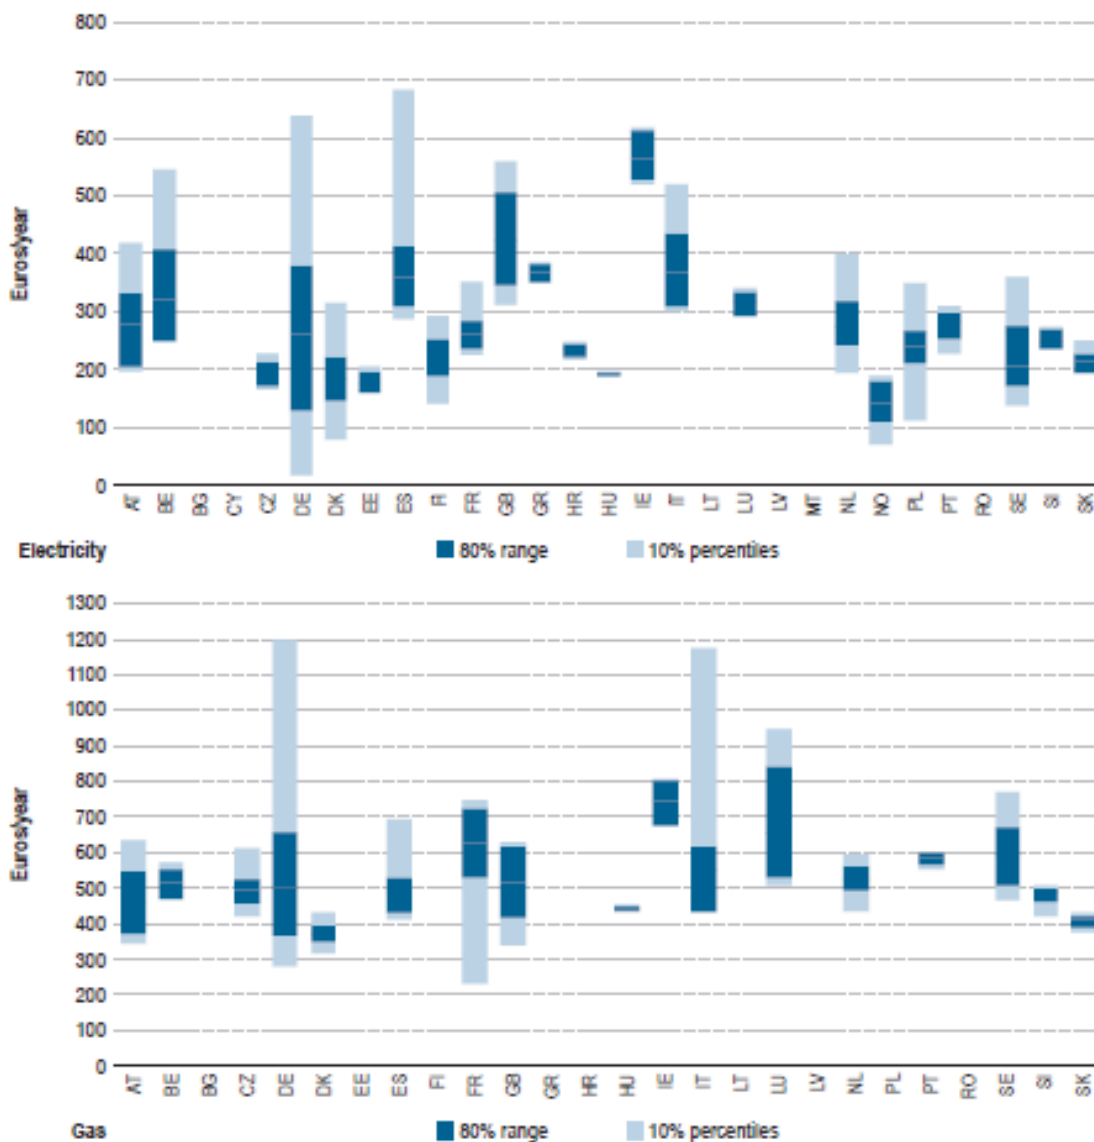 800
700
600
500
400
300
200
100
0
Euros/year
AT BE BG CY CZ DE DK EE ES FI FR GB GR HR HU IE IT LT LU LV MT NL NO PL PT RO SE SI SK
Electricity
80% range 10% percentiles
1300
1200
1100
1000
900
800
700
600
500
400
300
200
100
0
Euros/year
AT BE BG CZ DE DK EE ES FI FR GB GR HR HU IE IT LT LU LV NL PL PT RO SE SI SK
Gas
80% range 10% percentiles